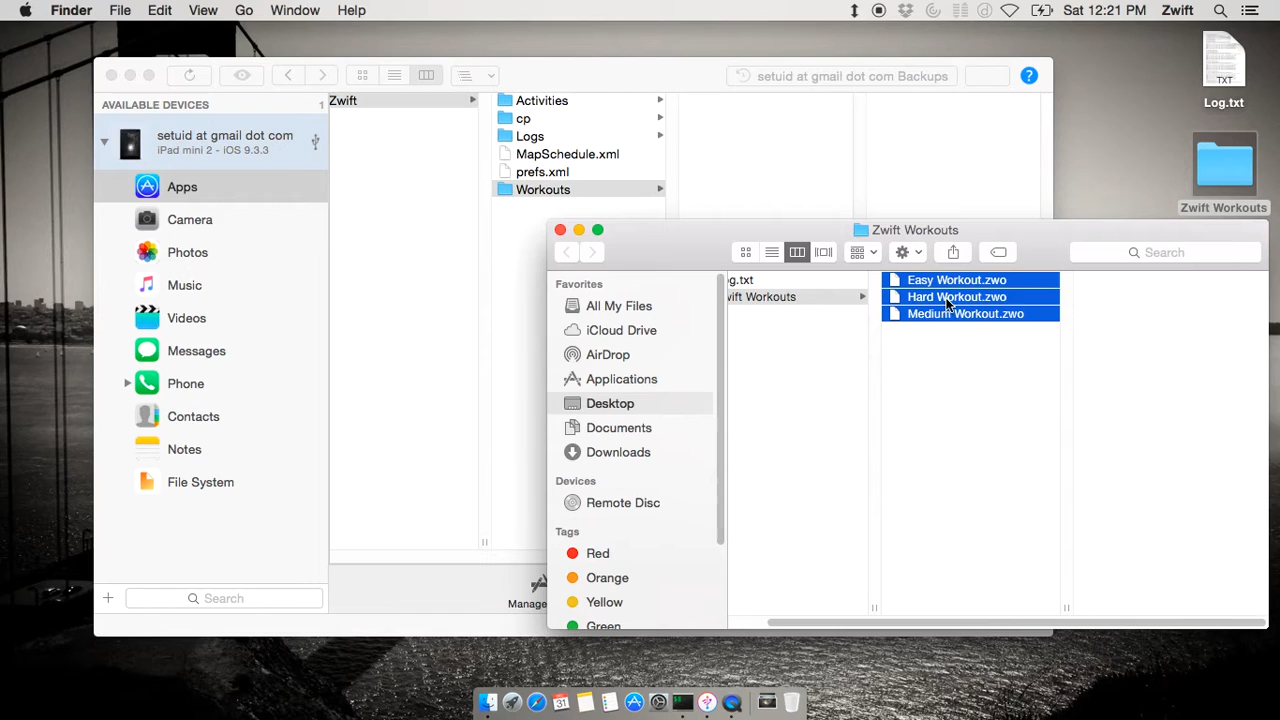 Finder File Edit View Go Window Help Sat 12:21 PM Zwift
setuid at gmail dot com Backups
?
AVAILABLE DEVICES 1
setuid at gmail dot com
iPad mini 2 - iOS 9.3.3
Apps
Camera
Photos
Music
Videos
Messages
Phone
Contacts
Notes
File System
Search
Zwift
Activities
cp
Logs
MapSchedule.xml
prefs.xml
Workouts
Manage
Zwift Workouts
Search
Favorites
All My Files
iCloud Drive
AirDrop
Applications
Desktop
Documents
Downloads
Devices
Remote Disc
Tags
Red
Orange
Yellow
Green
g.txt
wift Workouts
Easy Workout.zwo
Hard Workout.zwo
Medium Workout.zwo
TXT
Log.txt
Zwift Workouts
31